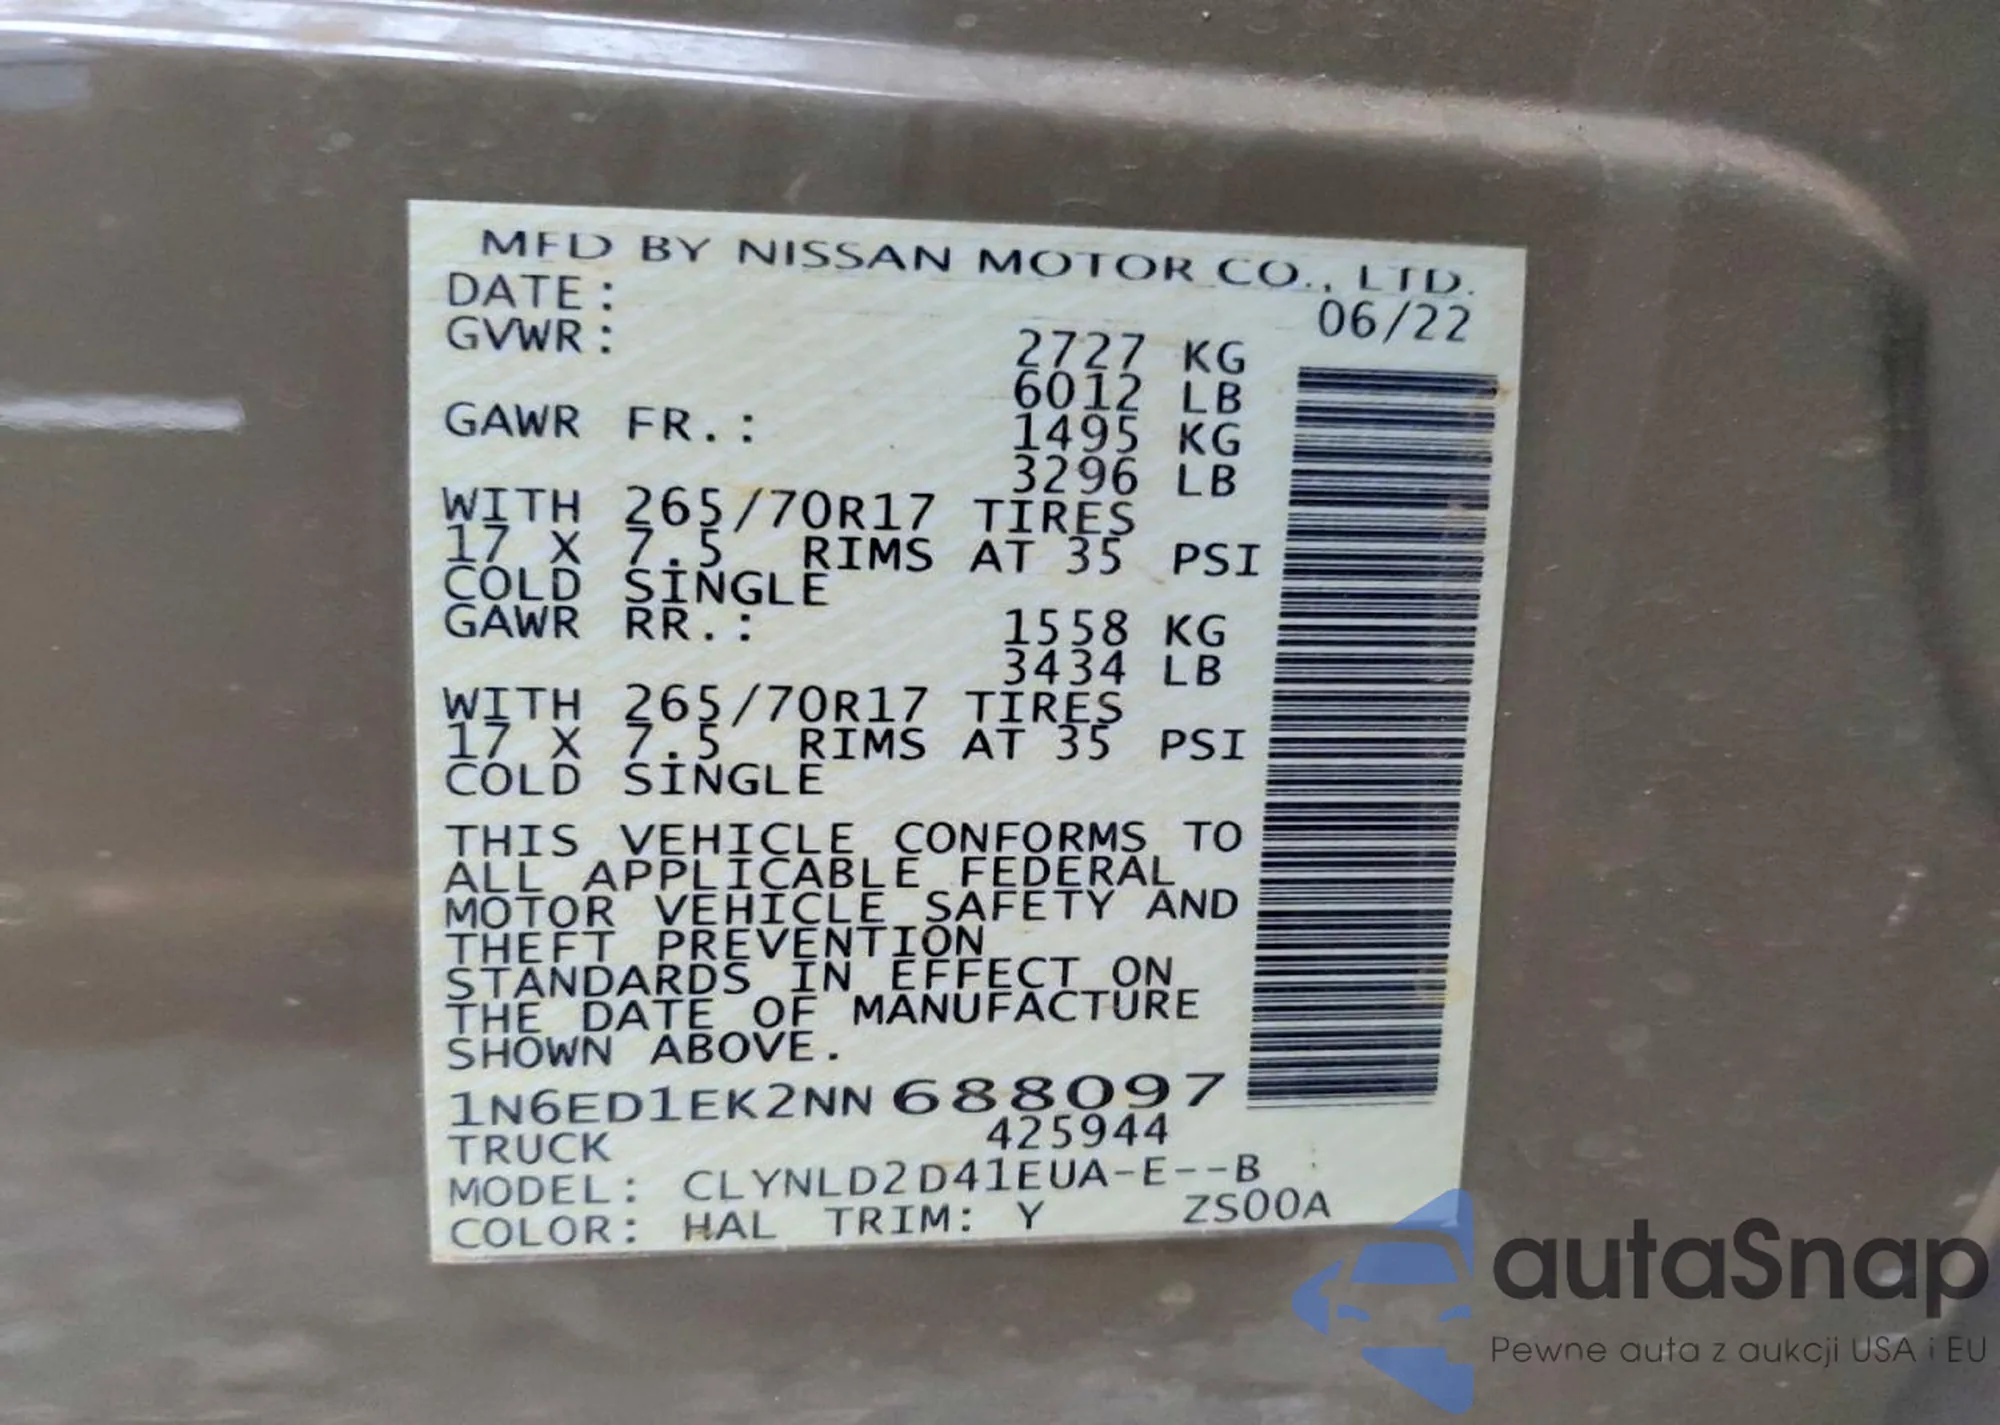 MFD BY NISSAN MOTOR CO., LTD.
DATE: 06/22
GVWR: 2727 KG
6012 LB
GAWR FR.: 1495 KG
3296 LB
WITH 265/70R17 TIRES
17 X 7.5 RIMS AT 35 PSI
COLD SINGLE
GAWR RR.: 1558 KG
3434 LB
WITH 265/70R17 TIRES
17 X 7.5 RIMS AT 35 PSI
COLD SINGLE
THIS VEHICLE CONFORMS TO
ALL APPLICABLE FEDERAL
MOTOR VEHICLE SAFETY AND
THEFT PREVENTION
STANDARDS IN EFFECT ON
THE DATE OF MANUFACTURE
SHOWN ABOVE.
1N6ED1EK2NN688097
TRUCK 425944
MODEL: CLYNLD2D41EUA-E--B
COLOR: HAL TRIM: Y ZS00A
autaSnap
Pewne auta z aukcji USA i EU